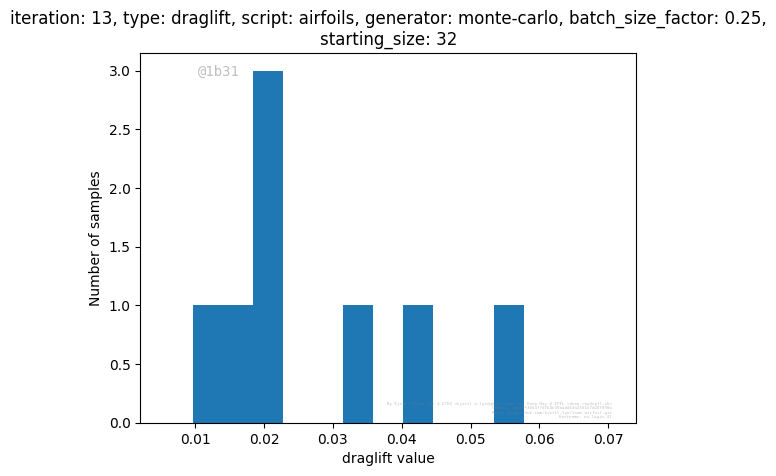 iteration: 13, type: draglift, script: airfoils, generator: monte-carlo, batch_size_factor: 0.25,
starting_size: 32
@1b31
3.0
2.5
2.0
1.5
1.0
0.5
0.0
Number of samples
0.01 0.02 0.03 0.04 0.05 0.06 0.07
draglift value